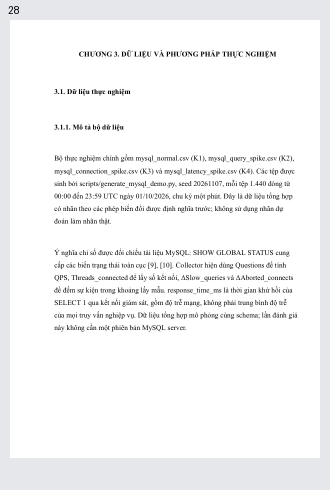 28
CHƯƠNG 3. DỮ LIỆU VÀ PHƯƠNG PHÁP THỰC NGHIỆM
3.1. Dữ liệu thực nghiệm
3.1.1. Mô tả bộ dữ liệu
Bộ thực nghiệm chính gồm mysql_normal.csv (K1), mysql_query_spike.csv (K2),
mysql_connection_spike.csv (K3) và mysql_latency_spike.csv (K4). Các tệp được
sinh bởi scripts/generate_mysql_demo.py, seed 20261107, mỗi tệp 1.440 dòng từ
00:00 đến 23:59 UTC ngày 01/10/2026, chu kỳ một phút. Đây là dữ liệu tổng hợp
có nhãn theo các phép biến đổi được định nghĩa trước; không sử dụng nhãn dự
đoán làm nhãn thật.
Ý nghĩa chỉ số được đối chiếu tài liệu MySQL: SHOW GLOBAL STATUS cung
cấp các biến trạng thái toàn cục [9], [10]. Collector hiện dùng Questions để tính
QPS, Threads_connected để lấy số kết nối, ΔSlow_queries và ΔAborted_connects
để đếm sự kiện trong khoảng lấy mẫu. response_time_ms là thời gian khứ hồi của
SELECT 1 qua kết nối giám sát, gồm độ trễ mạng, không phải trung bình độ trễ
của mọi truy vấn nghiệp vụ. Dữ liệu tổng hợp mô phỏng cùng schema; lần đánh giá
này không cần một phiên bản MySQL server.